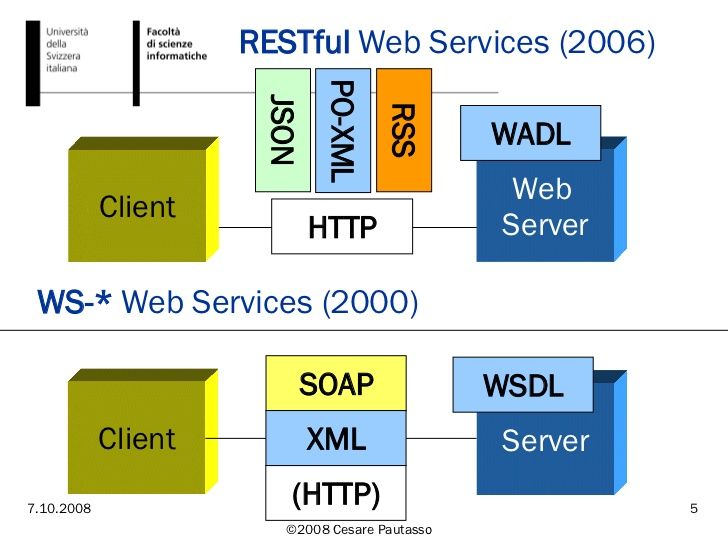 Università
della
Svizzera
italiana
Facoltà
di scienze
informatiche
RESTful Web Services (2006)
JSON
PO-XML
RSS
WADL
Client
HTTP
Web
Server
WS-* Web Services (2000)
SOAP
WSDL
Client
XML
Server
(HTTP)
7.10.2008
5
©2008 Cesare Pautasso